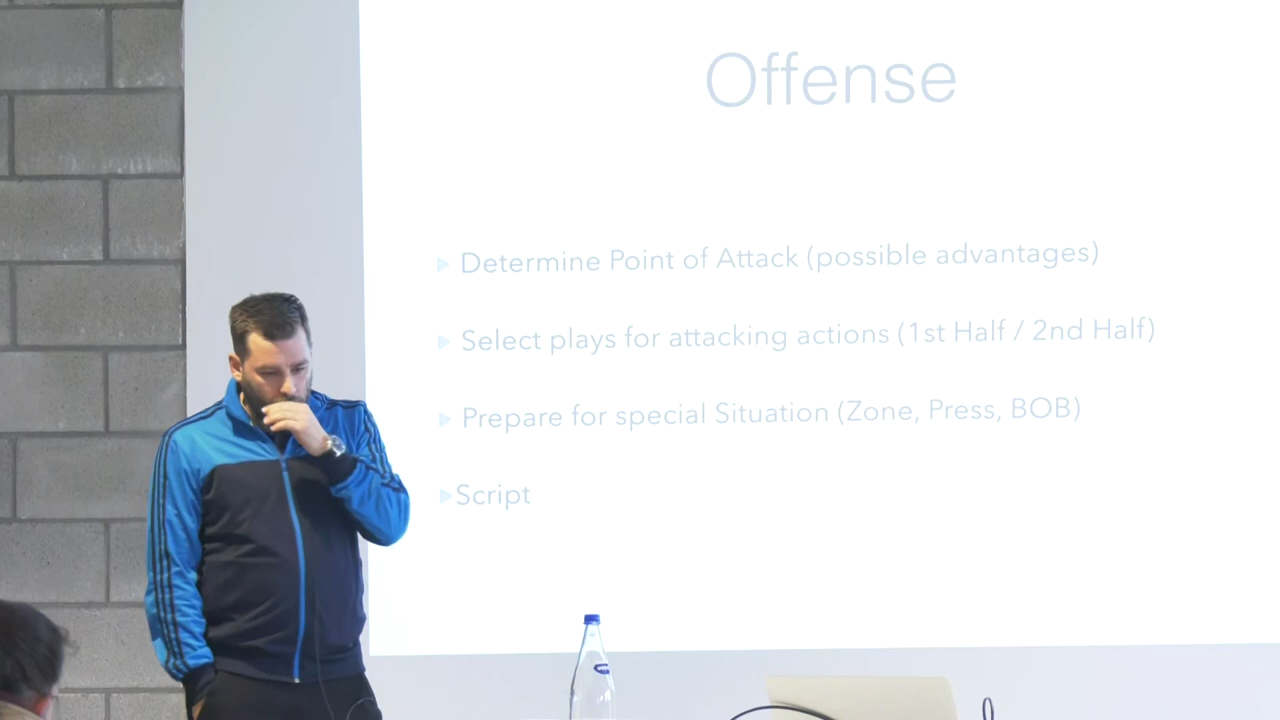 Offense
Determine Point of Attack (possible advantages)
Select plays for attacking actions (1st Half / 2nd Half)
Prepare for special Situation (Zone, Press, BOB)
Script